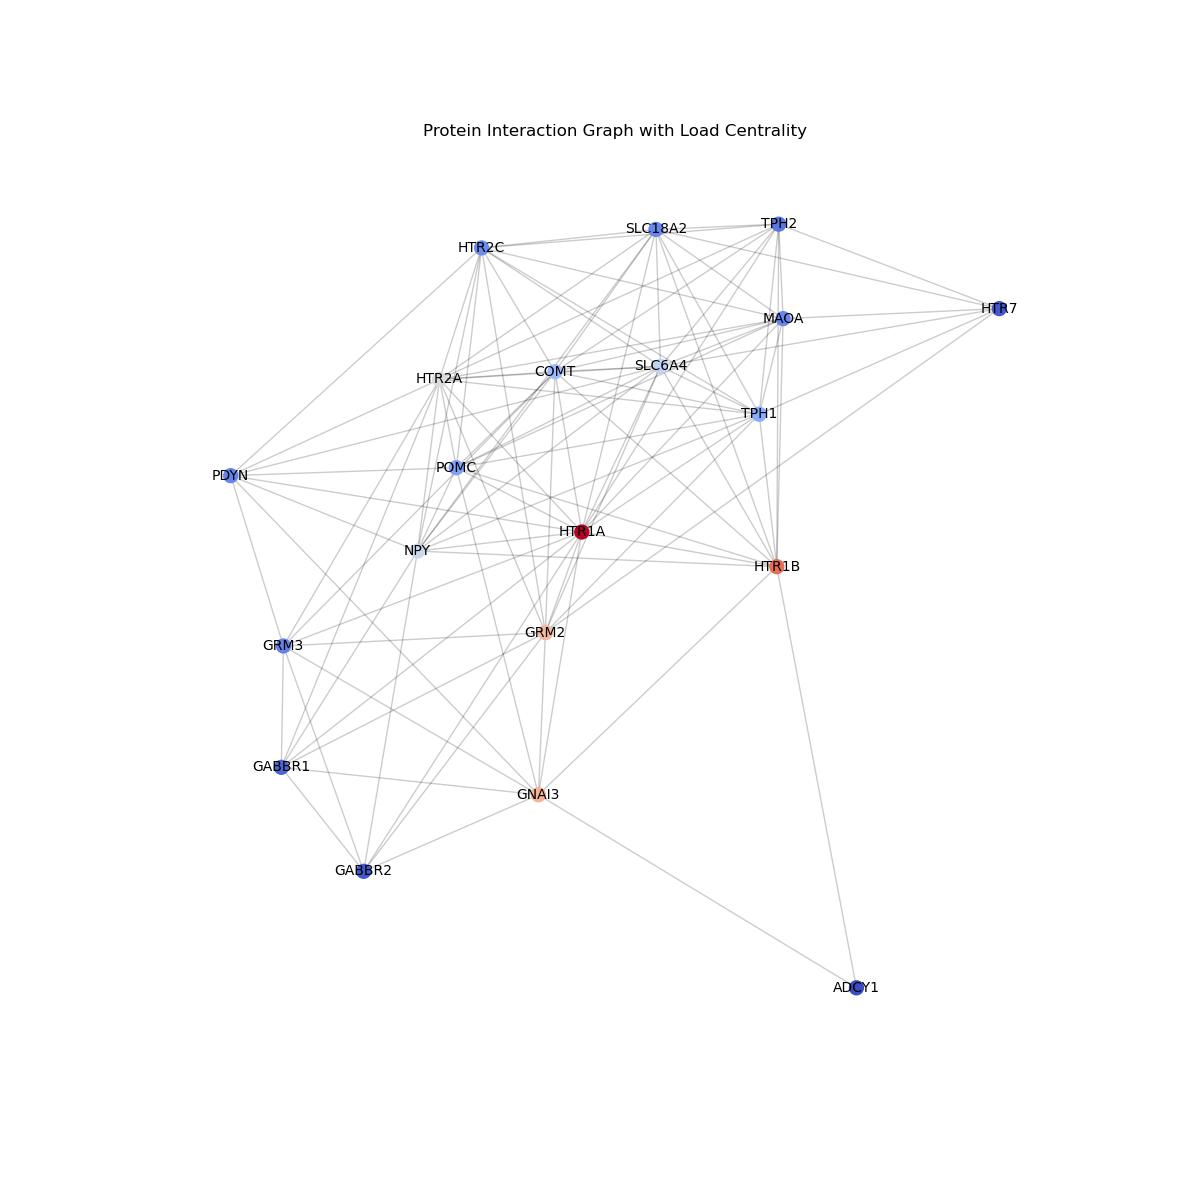 Protein Interaction Graph with Load Centrality
TPH2
SLC18A2
HTR2C
HTR7
MAOA
SLC6A4
COMT
HTR2A
TPH1
POMC
PDYN
HTR1A
NPY
HTR1B
GRM2
GRM3
GABBR1
GNAI3
GABBR2
ADCY1